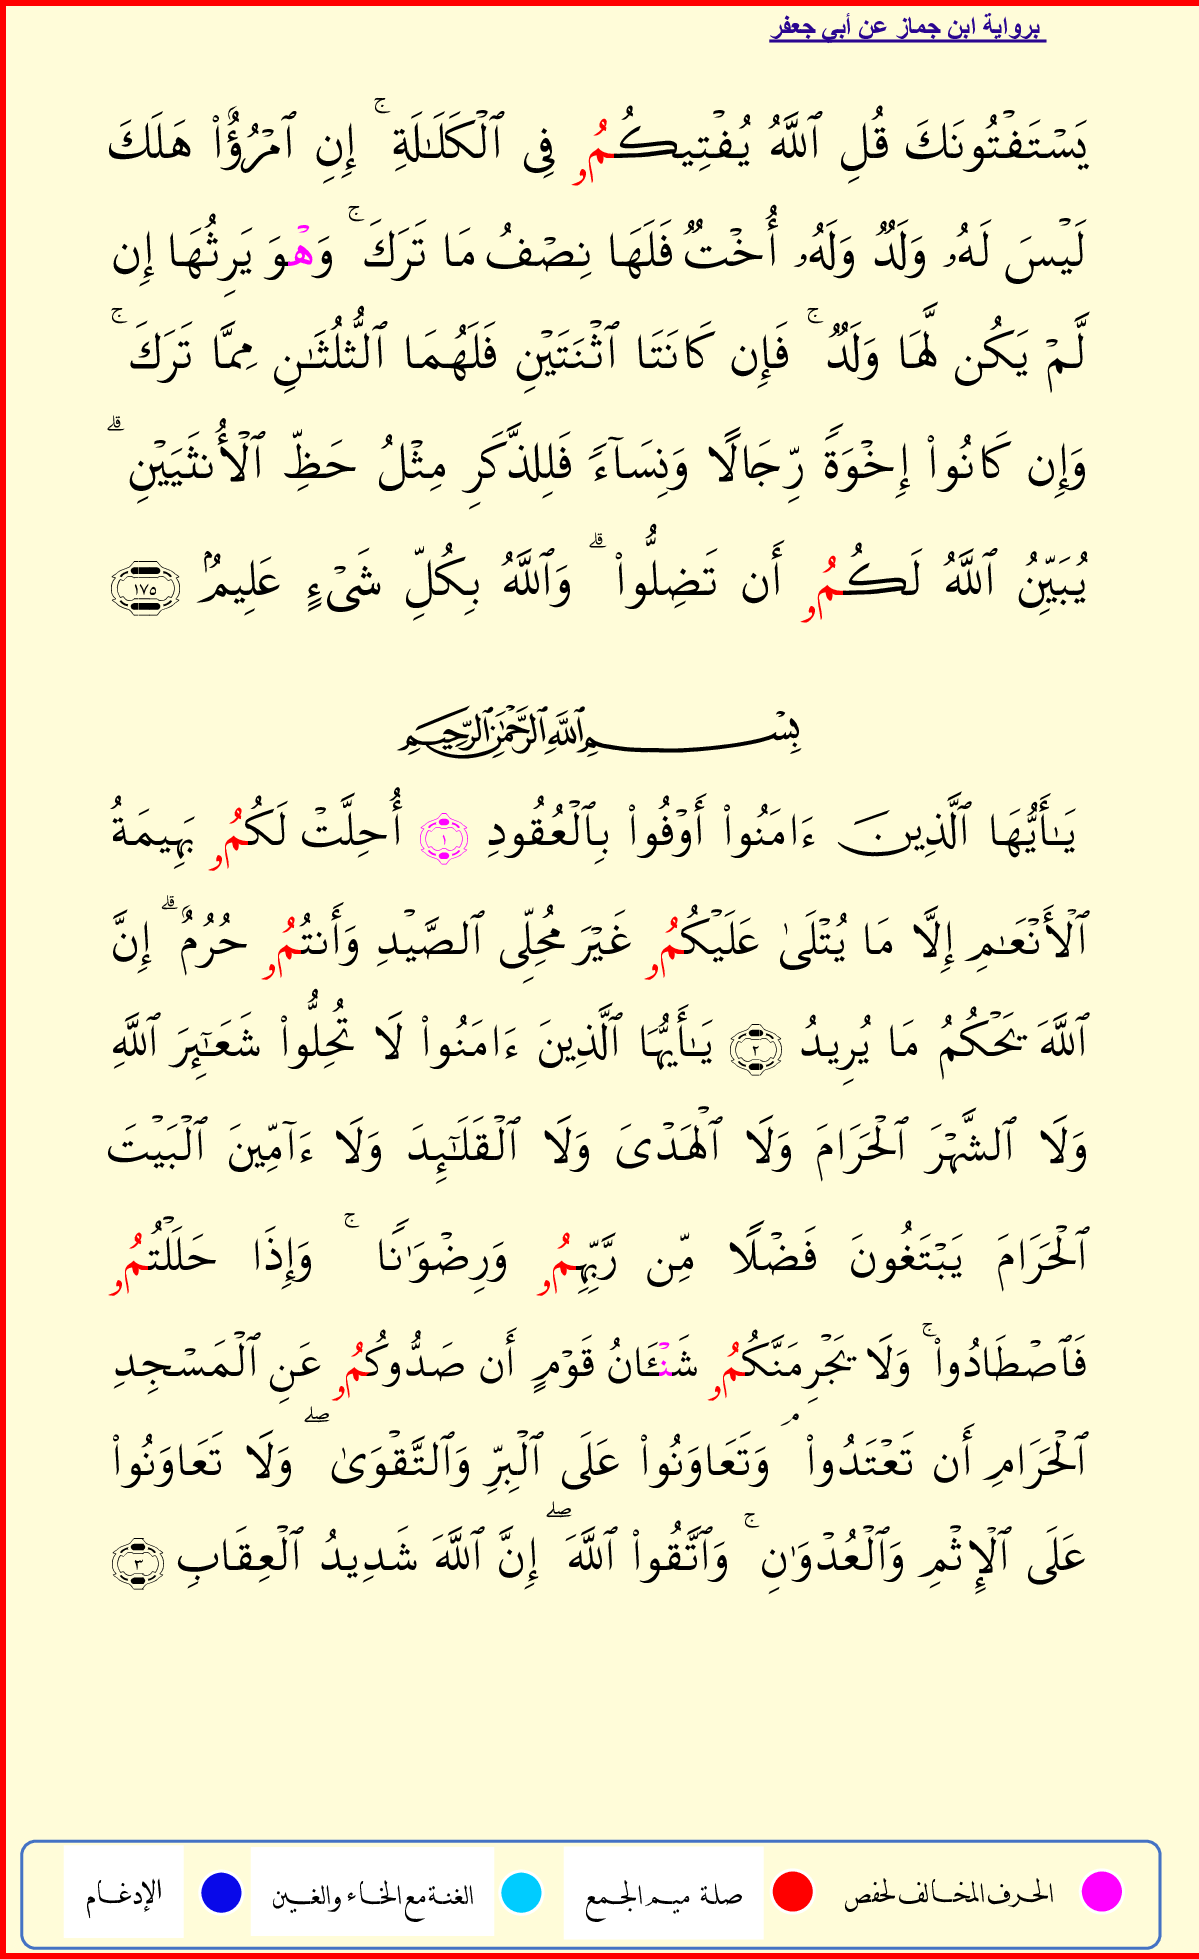 برواية ابن جماز عن أبي جعفر
يَسۡتَفۡتُونَكَ قُلِ ٱللَّهُ يُفۡتِيكُمُۥ فِى ٱلۡكَلَـٰلَةِ ۚ إِنِ ٱمۡرُؤٌا۟ هَلَكَ
لَيۡسَ لَهُۥ وَلَدٌ وَلَهُۥ أُخۡتٌ فَلَهَا نِصۡفُ مَا تَرَكَ ۚ وَهۡوَ يَرِثُهَا إِن
لَّمۡ يَكُن لَّهَا وَلَدٌ ۚ فَإِن كَانَتَا ٱثۡنَتَيۡنِ فَلَهُمَا ٱلثُّلُثَـٰنِ مِمَّا تَرَكَ ۚ
وَإِن كَانُوا۟ إِخۡوَةً رِّجَالًا وَنِسَآءً فَلِلذَّكَرِ مِثۡلُ حَظِّ ٱلۡأُنثَيَيۡنِ ۗ
يُبَيِّنُ ٱللَّهُ لَكُمُۥ أَن تَضِلُّوا۟ ۗ وَٱللَّهُ بِكُلِّ شَىۡءٍ عَلِيمٌۢ ١٧٥
بِسۡمِ ٱللَّهِ ٱلرَّحۡمَـٰنِ ٱلرَّحِيمِ
يَـٰٓأَيُّهَا ٱلَّذِينَ ءَامَنُوا۟ أَوۡفُوا۟ بِٱلۡعُقُودِ ١ أُحِلَّتۡ لَكُمُۥ بَهِيمَةُ
ٱلۡأَنۡعَـٰمِ إِلَّا مَا يُتۡلَىٰ عَلَيۡكُمُۥ غَيۡرَ مُحِلِّى ٱلصَّيۡدِ وَأَنتُمُۥ حُرُمٌ ۗ إِنَّ
ٱللَّهَ يَحۡكُمُ مَا يُرِيدُ ٢ يَـٰٓأَيُّهَا ٱلَّذِينَ ءَامَنُوا۟ لَا تُحِلُّوا۟ شَعَـٰٓئِرَ ٱللَّهِ
وَلَا ٱلشَّهۡرَ ٱلۡحَرَامَ وَلَا ٱلۡهَدۡىَ وَلَا ٱلۡقَلَـٰٓئِدَ وَلَا ءَآمِّينَ ٱلۡبَيۡتَ
ٱلۡحَرَامَ يَبۡتَغُونَ فَضۡلًا مِّن رَّبِّهِمُۥ وَرِضۡوَٰنًا ۚ وَإِذَا حَلَلۡتُمُۥ
فَٱصۡطَادُوا۟ ۚ وَلَا يَجۡرِمَنَّكُمُۥ شَنۡـَٔانُ قَوۡمٍ أَن صَدُّوكُمُۥ عَنِ ٱلۡمَسۡجِدِ
ٱلۡحَرَامِ أَن تَعۡتَدُوا۟ ۘ وَتَعَاوَنُوا۟ عَلَى ٱلۡبِرِّ وَٱلتَّقۡوَىٰ ۖ وَلَا تَعَاوَنُوا۟
عَلَى ٱلۡإِثۡمِ وَٱلۡعُدۡوَٰنِ ۚ وَٱتَّقُوا۟ ٱللَّهَ ۖ إِنَّ ٱللَّهَ شَدِيدُ ٱلۡعِقَابِ ٣
الحرف المخالف لحفص صلة ميم الجمع الغنة مع الخاء والغين الإدغام